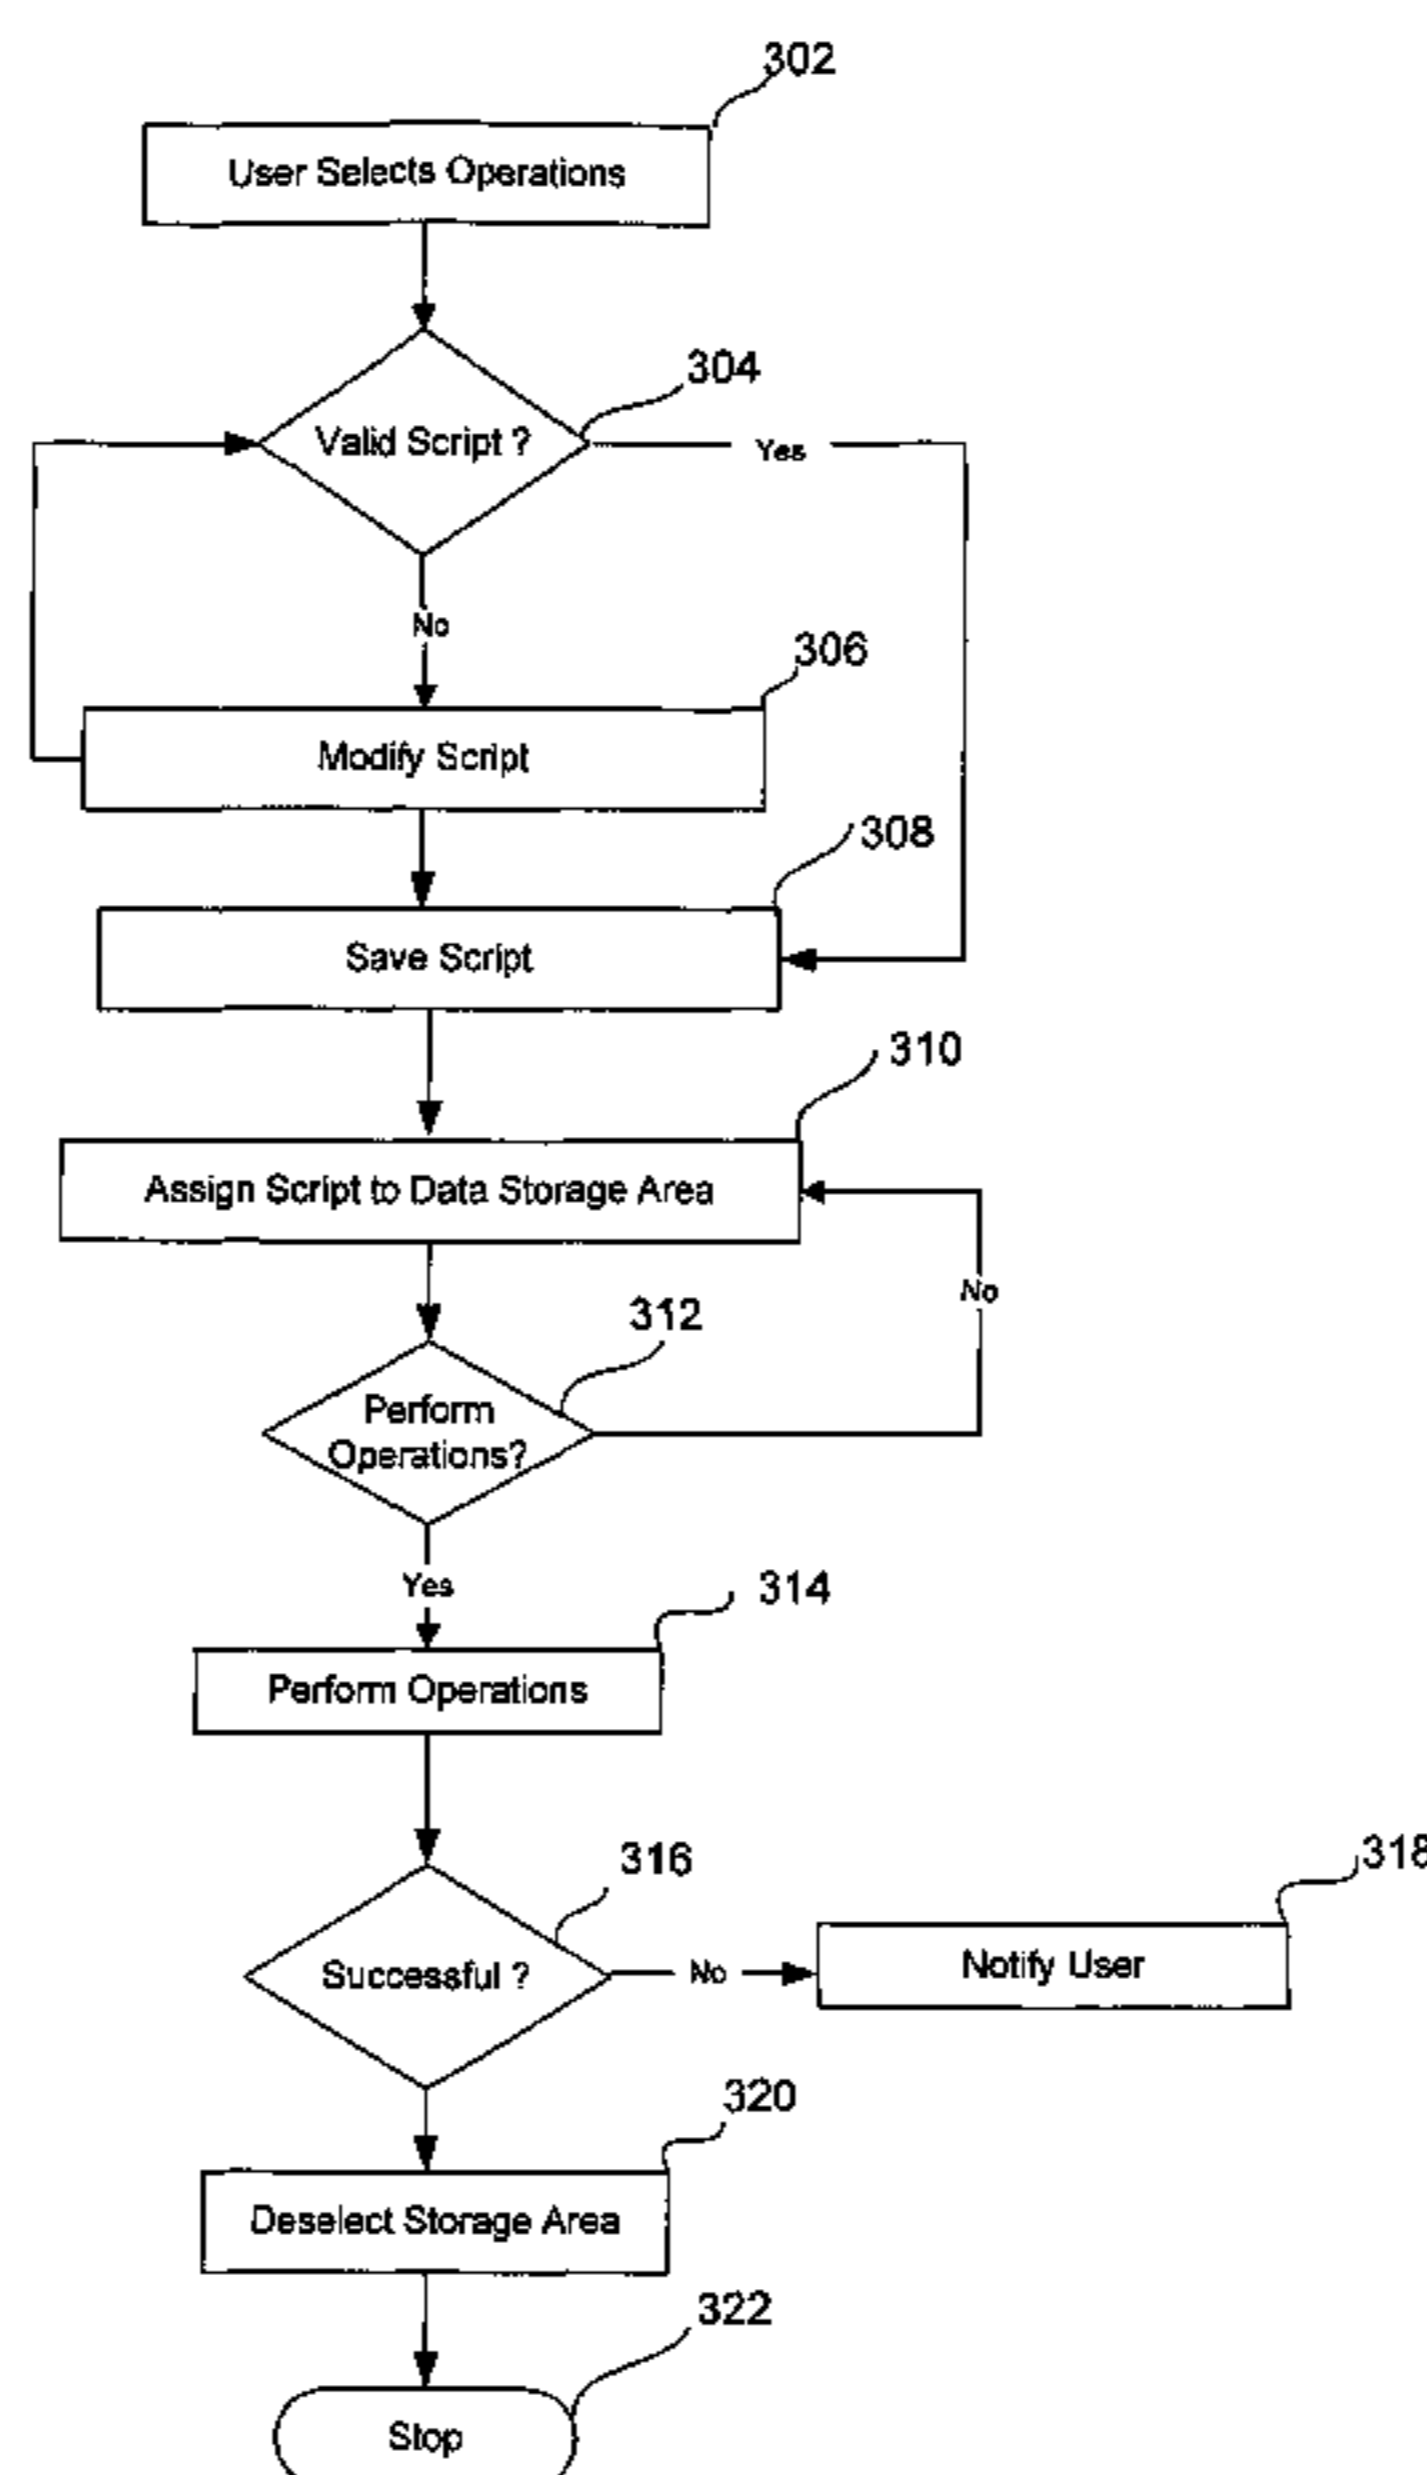 302
User Selects Operations
304
Valid Script ?
Yes
No
306
Modify Script
308
Save Script
310
Assign Script to Data Storage Area
No
312
Perform
Operations?
Yes
314
Perform Operations
316
318
Successful ?
No
Notify User
320
Deselect Storage Area
322
Stop